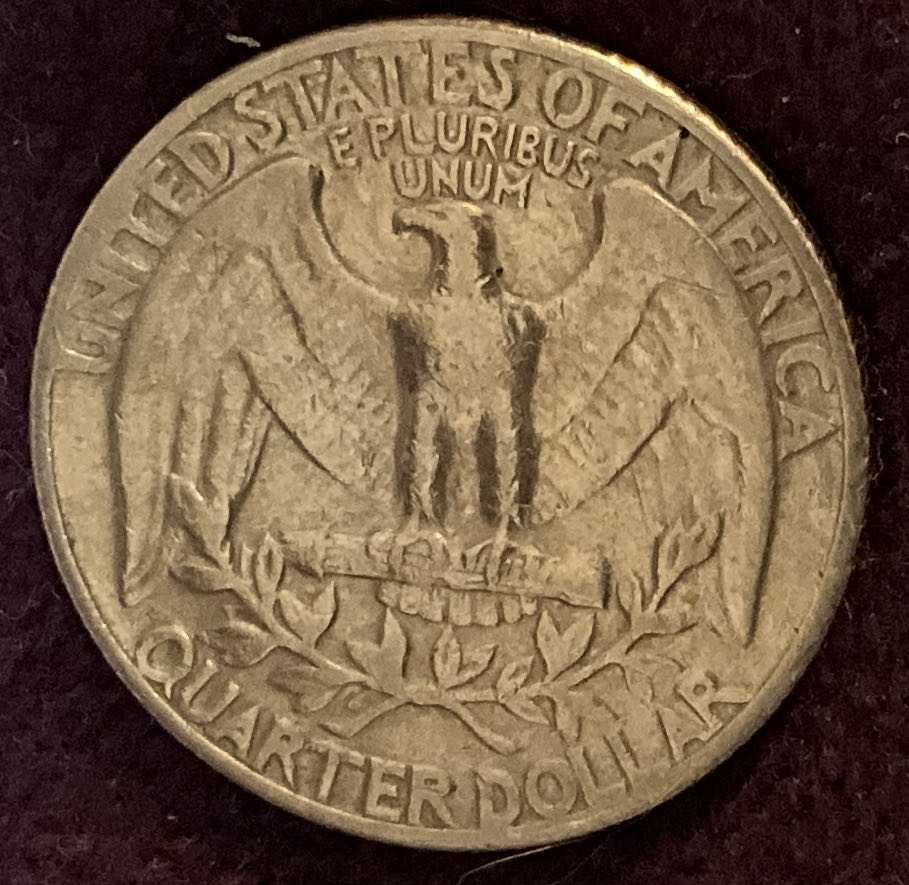 UNITED STATES OF AMERICA
E PLURIBUS
UNUM
QUARTER DOLLAR